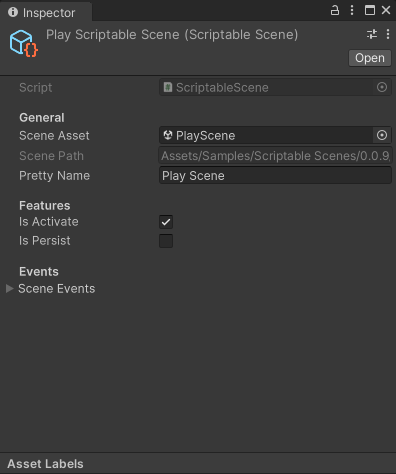 Inspector
Play Scriptable Scene (Scriptable Scene)
Open
Script ScriptableScene
General
Scene Asset PlayScene
Scene Path Assets/Samples/Scriptable Scenes/0.0.9
Pretty Name Play Scene
Features
Is Activate
Is Persist
Events
Scene Events
Asset Labels